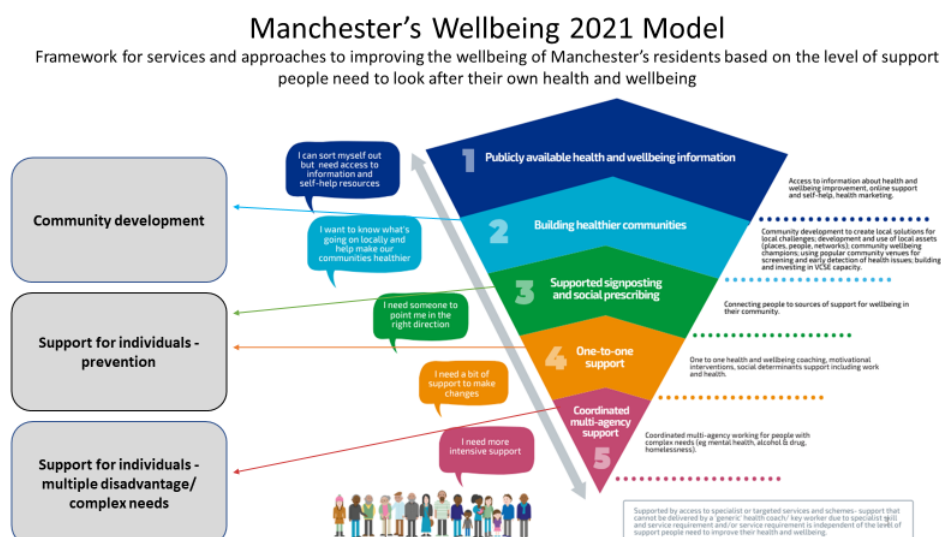 Manchester's Wellbeing 2021 Model
Framework for services and approaches to improving the wellbeing of Manchester's residents based on the level of support
people need to look after their own health and wellbeing
Community development
Support for individuals -
prevention
Support for individuals -
multiple disadvantage/
complex needs
I can sort myself out
but need access to
information and
self-help resources
I want to know what's
going on locally and
help make our
communities healthier
I need someone to
point me in the
right direction
I need a bit of
support to make
changes
I need more
intensive support
1 Publicly available health and wellbeing information
2 Building healthier communities
3 Supported signposting
and social prescribing
4 One-to-one
support
Coordinated
multi-agency
support
5
Access to information about health and
wellbeing improvement, online support
and self-help, health marketing.
Community development to create local solutions for
local challenges; development and use of local assets
(places, people, networks); community wellbeing
champions; using popular community venues for
screening and early detection of health issues; building
and investing in VCSE capacity.
Connecting people to sources of support for wellbeing in
their community.
One to one health and wellbeing coaching, motivational
interventions, social determinants support including work
and health.
Coordinated multi-agency working for people with
complex needs (eg mental health, alcohol & drug,
homelessness).
Supported by access to specialist or targeted services and schemes- support that
cannot be delivered by a 'generic' health coach/ key worker due to specialist skill
and service requirement and/or service requirement is independent of the level of
support people need to improve their health and wellbeing.